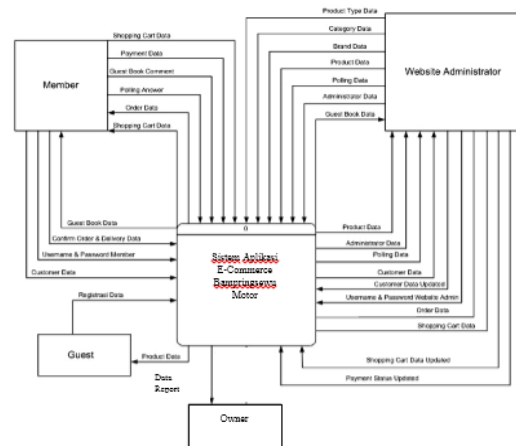 Product Type Data
Shopping Cart Data
Category Data
Payment Data
Brand Data
Guest Book Comment
Product Data
Member
Website Administrator
Polling Answer
Polling Data
Order Data
Administrator Data
Shopping Cart Data
Guest Book Data
Guest Book Data
0
Product Data
Confirm Order & Delivery Data
Administrator Data
Sistem Aplikasi
E-Commerce
Bampringsewu
Motor
Polling Data
Username & Password Member
Customer Data
Customer Data
Customer Data Updated
Registrasi Data
Username & Password Website Admin
Order Data
Shopping Cart Data
Guest
Product Data
Shopping Cart Data Updated
Data
Report
Payment Status Updated
Owner